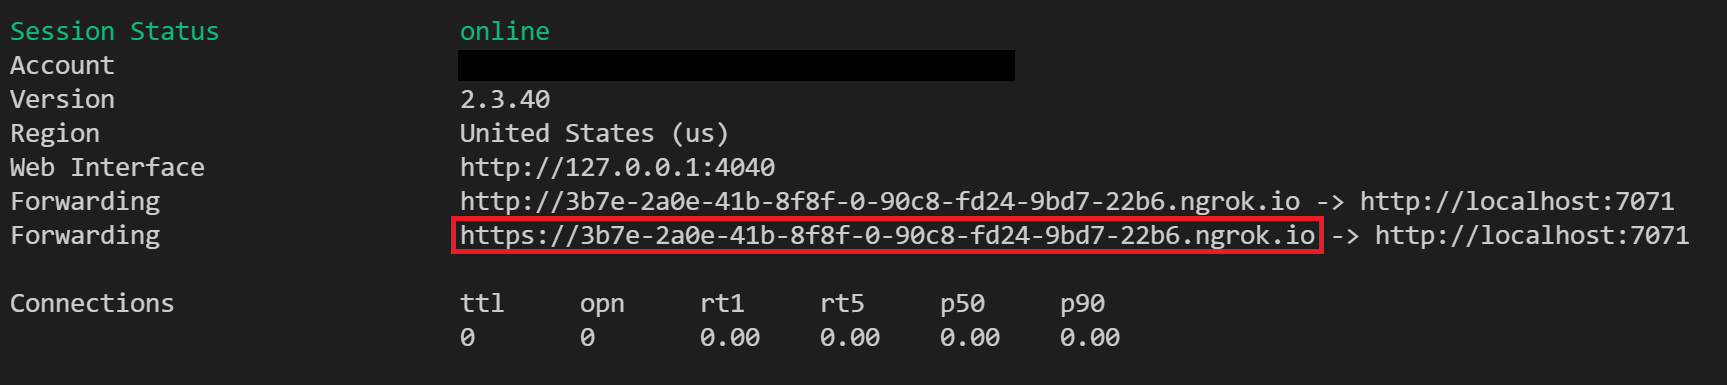 Session Status online
Account
Version 2.3.40
Region United States (us)
Web Interface http://127.0.0.1:4040
Forwarding http://3b7e-2a0e-41b-8f8f-0-90c8-fd24-9bd7-22b6.ngrok.io -> http://localhost:7071
Forwarding https://3b7e-2a0e-41b-8f8f-0-90c8-fd24-9bd7-22b6.ngrok.io -> http://localhost:7071
Connections ttl opn rt1 rt5 p50 p90
0 0 0.00 0.00 0.00 0.00